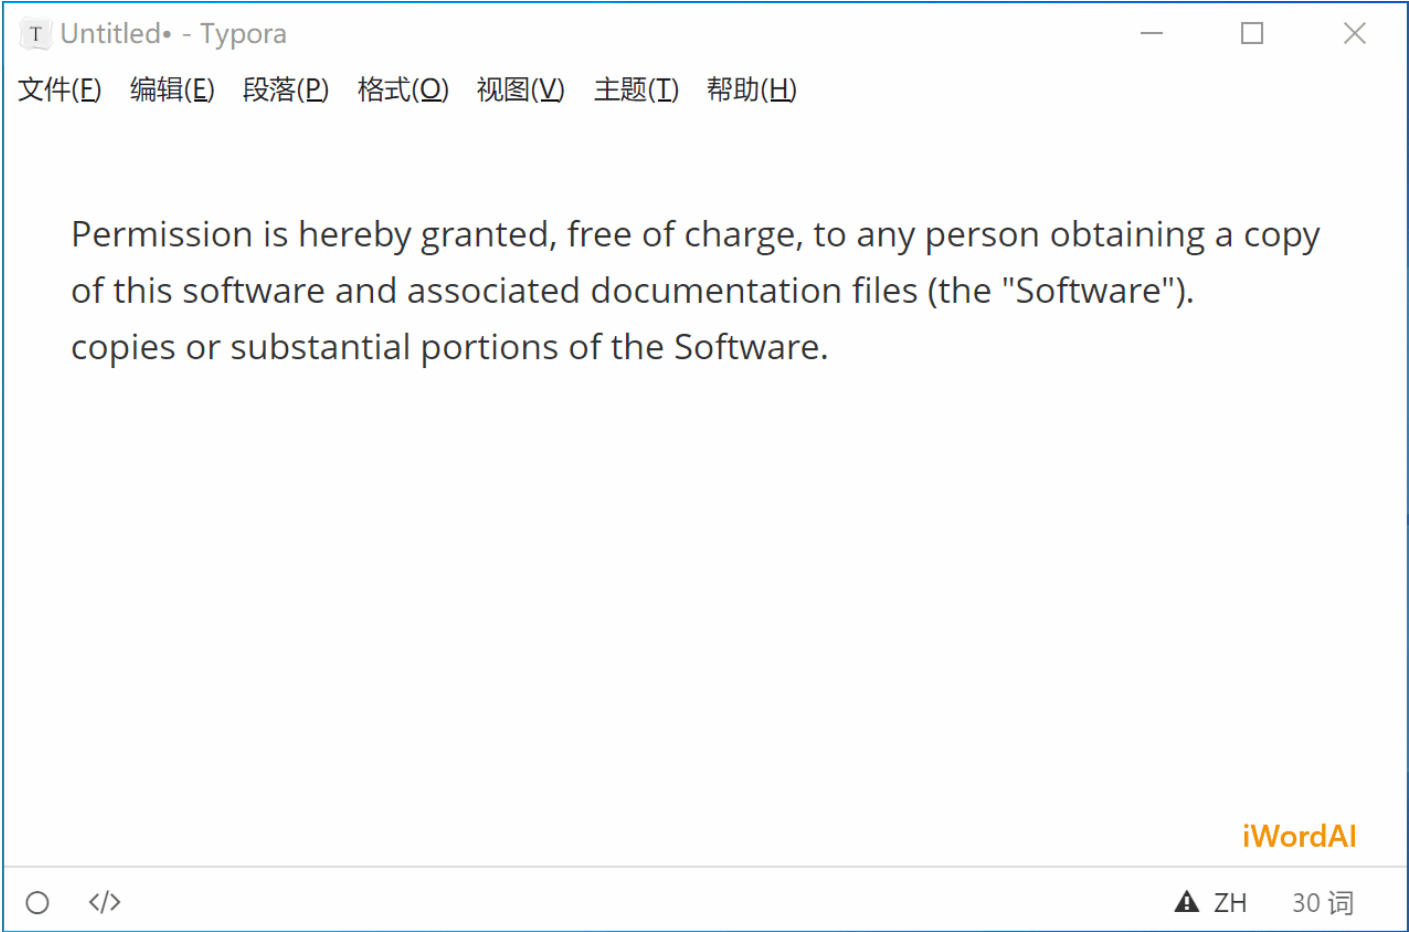 T Untitled• - Typora
文件(F) 编辑(E) 段落(P) 格式(O) 视图(V) 主题(T) 帮助(H)
Permission is hereby granted, free of charge, to any person obtaining a copy
of this software and associated documentation files (the "Software").
copies or substantial portions of the Software.
iWordAI
</> ZH 30 词